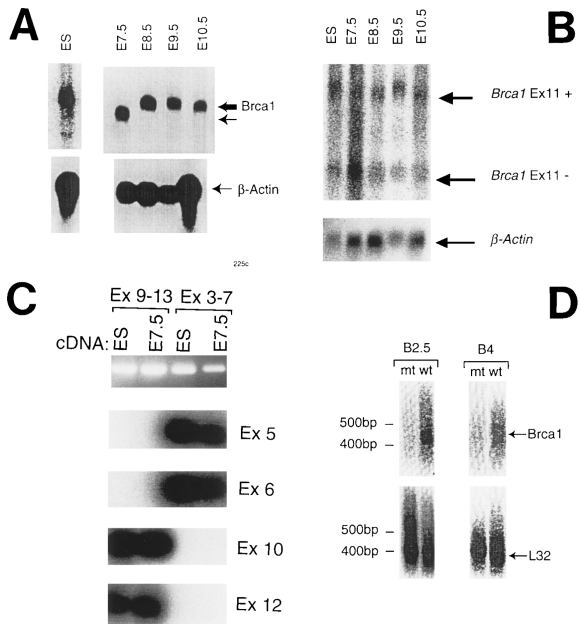 A
ES
E7.5
E8.5
E9.5
E10.5
Brca1
β-Actin
225c
B
ES
E7.5
E8.5
E9.5
E10.5
Brca1 Ex11 +
Brca1 Ex11 -
β-Actin
C
Ex 9-13 Ex 3-7
cDNA: ES E7.5 ES E7.5
Ex 5
Ex 6
Ex 10
Ex 12
D
B2.5 B4
mt wt mt wt
500bp
400bp
Brca1
500bp
400bp
L32